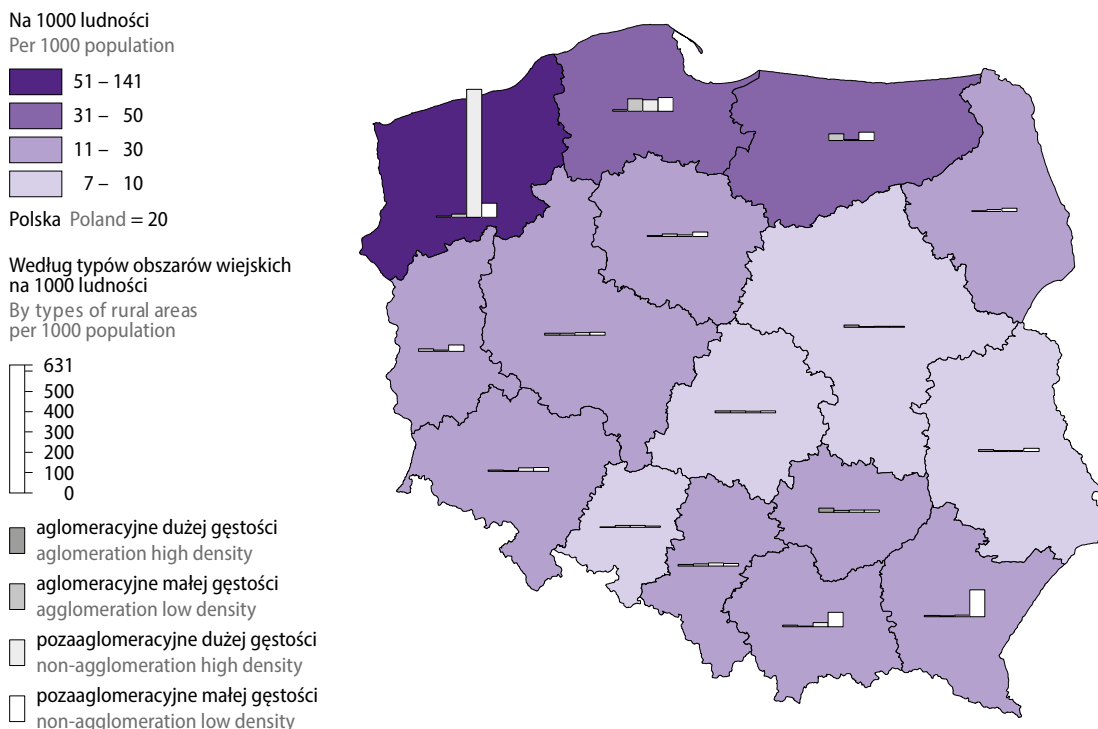 Na 1000 ludności
Per 1000 population
51 – 141
31 – 50
11 – 30
7 – 10
Polska Poland = 20
Według typów obszarów wiejskich
na 1000 ludności
By types of rural areas
per 1000 population
631
500
400
300
200
100
0
aglomeracyjne dużej gęstości
aglomeration high density
aglomeracyjne małej gęstości
agglomeration low density
pozaaglomeracyjne dużej gęstości
non-agglomeration high density
pozaaglomeracyjne małej gęstości
non-agglomeration low density